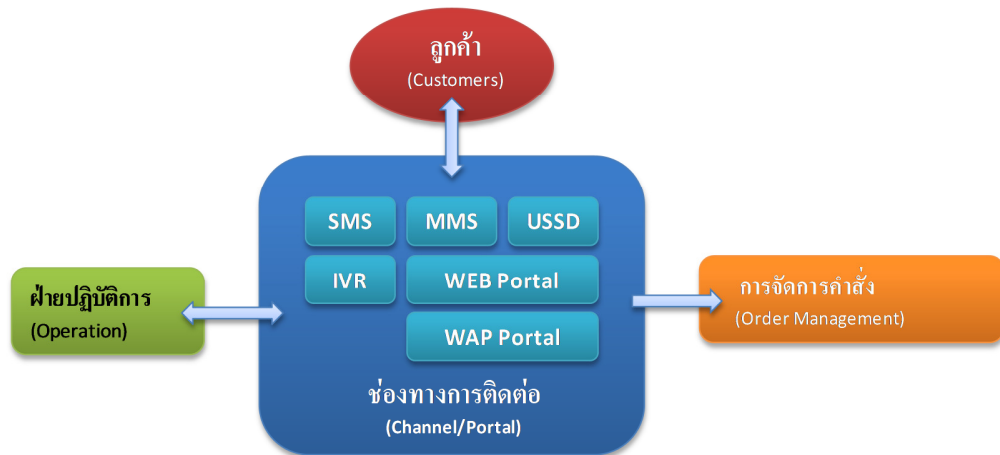 ลูกค้า
(Customers)
SMS
MMS
USSD
IVR
WEB Portal
WAP Portal
ช่องทางการติดต่อ
(Channel/Portal)
ฝ่ายปฏิบัติการ
(Operation)
การจัดการคำสั่ง
(Order Management)